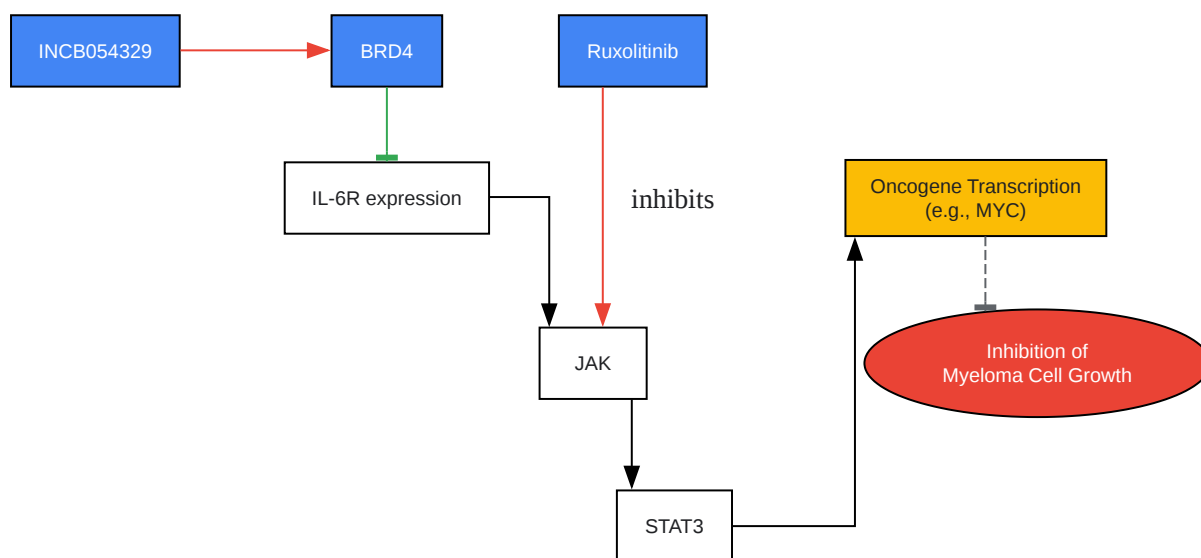 INCB054329
BRD4
Ruxolitinib
IL-6R expression
inhibits
Oncogene Transcription
(e.g., MYC)
JAK
Inhibition of
Myeloma Cell Growth
STAT3